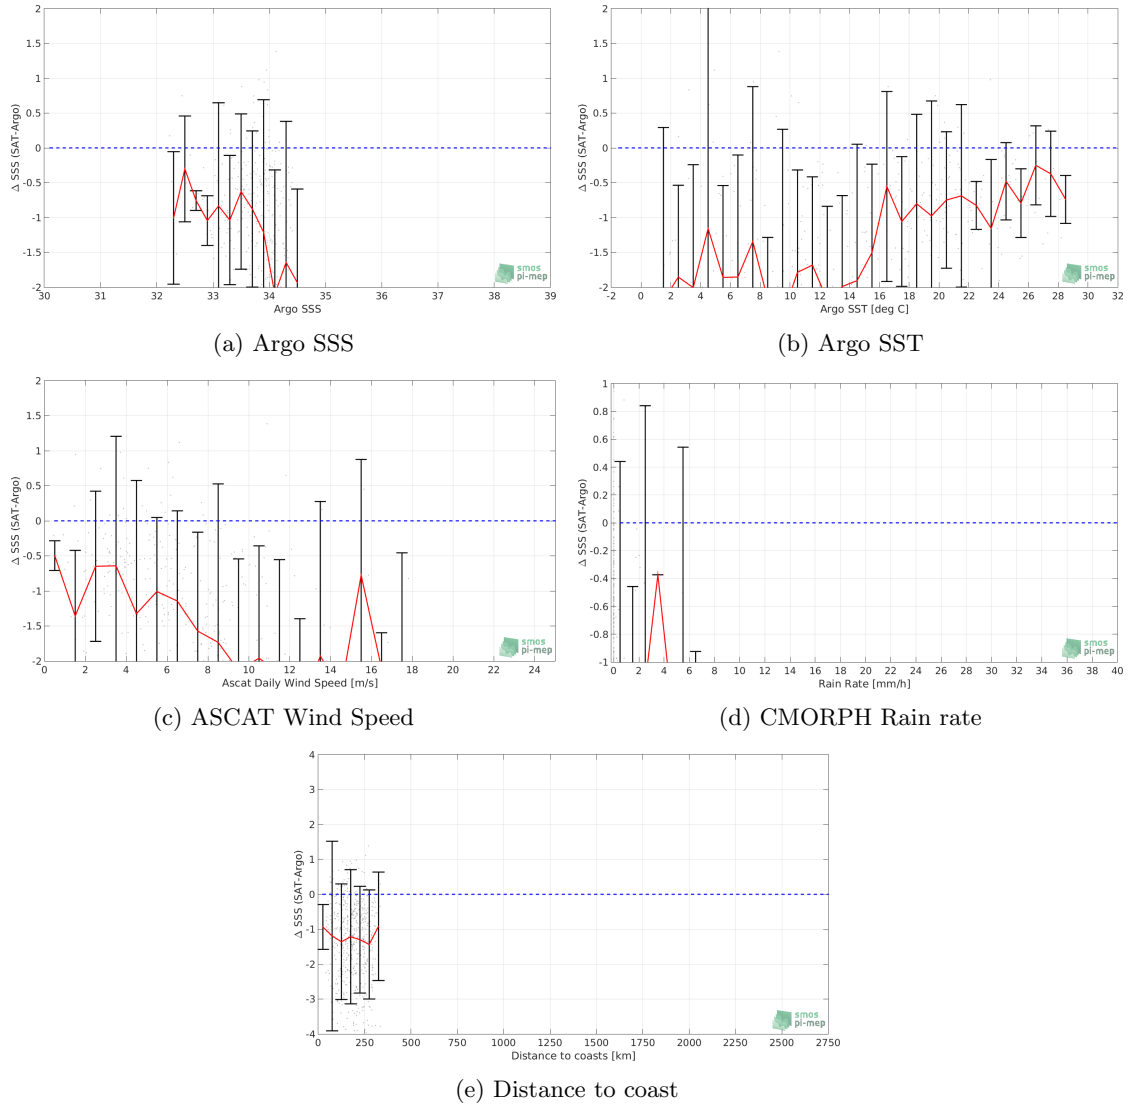 2
1.5
1
0.5
0
-0.5
-1
-1.5
-2
Δ SSS (SAT-Argo)
30 31 32 33 34 35 36 37 38 39
Argo SSS
smos
pi-mep
(a) Argo SSS
2
1.5
1
0.5
0
-0.5
-1
-1.5
-2
Δ SSS (SAT-Argo)
-2 0 2 4 6 8 10 12 14 16 18 20 22 24 26 28 30 32
Argo SST [deg C]
smos
pi-mep
(b) Argo SST
2
1.5
1
0.5
0
-0.5
-1
-1.5
-2
Δ SSS (SAT-Argo)
0 2 4 6 8 10 12 14 16 18 20 22 24
Ascat Daily Wind Speed [m/s]
smos
pi-mep
(c) ASCAT Wind Speed
1
0.8
0.6
0.4
0.2
0
-0.2
-0.4
-0.6
-0.8
-1
Δ SSS (SAT-Argo)
0 2 4 6 8 10 12 14 16 18 20 22 24 26 28 30 32 34 36 38 40
Rain Rate [mm/h]
smos
pi-mep
(d) CMORPH Rain rate
4
3
2
1
0
-1
-2
-3
-4
Δ SSS (SAT-Argo)
0 250 500 750 1000 1250 1500 1750 2000 2250 2500 2750
Distance to coasts [km]
smos
pi-mep
(e) Distance to coast